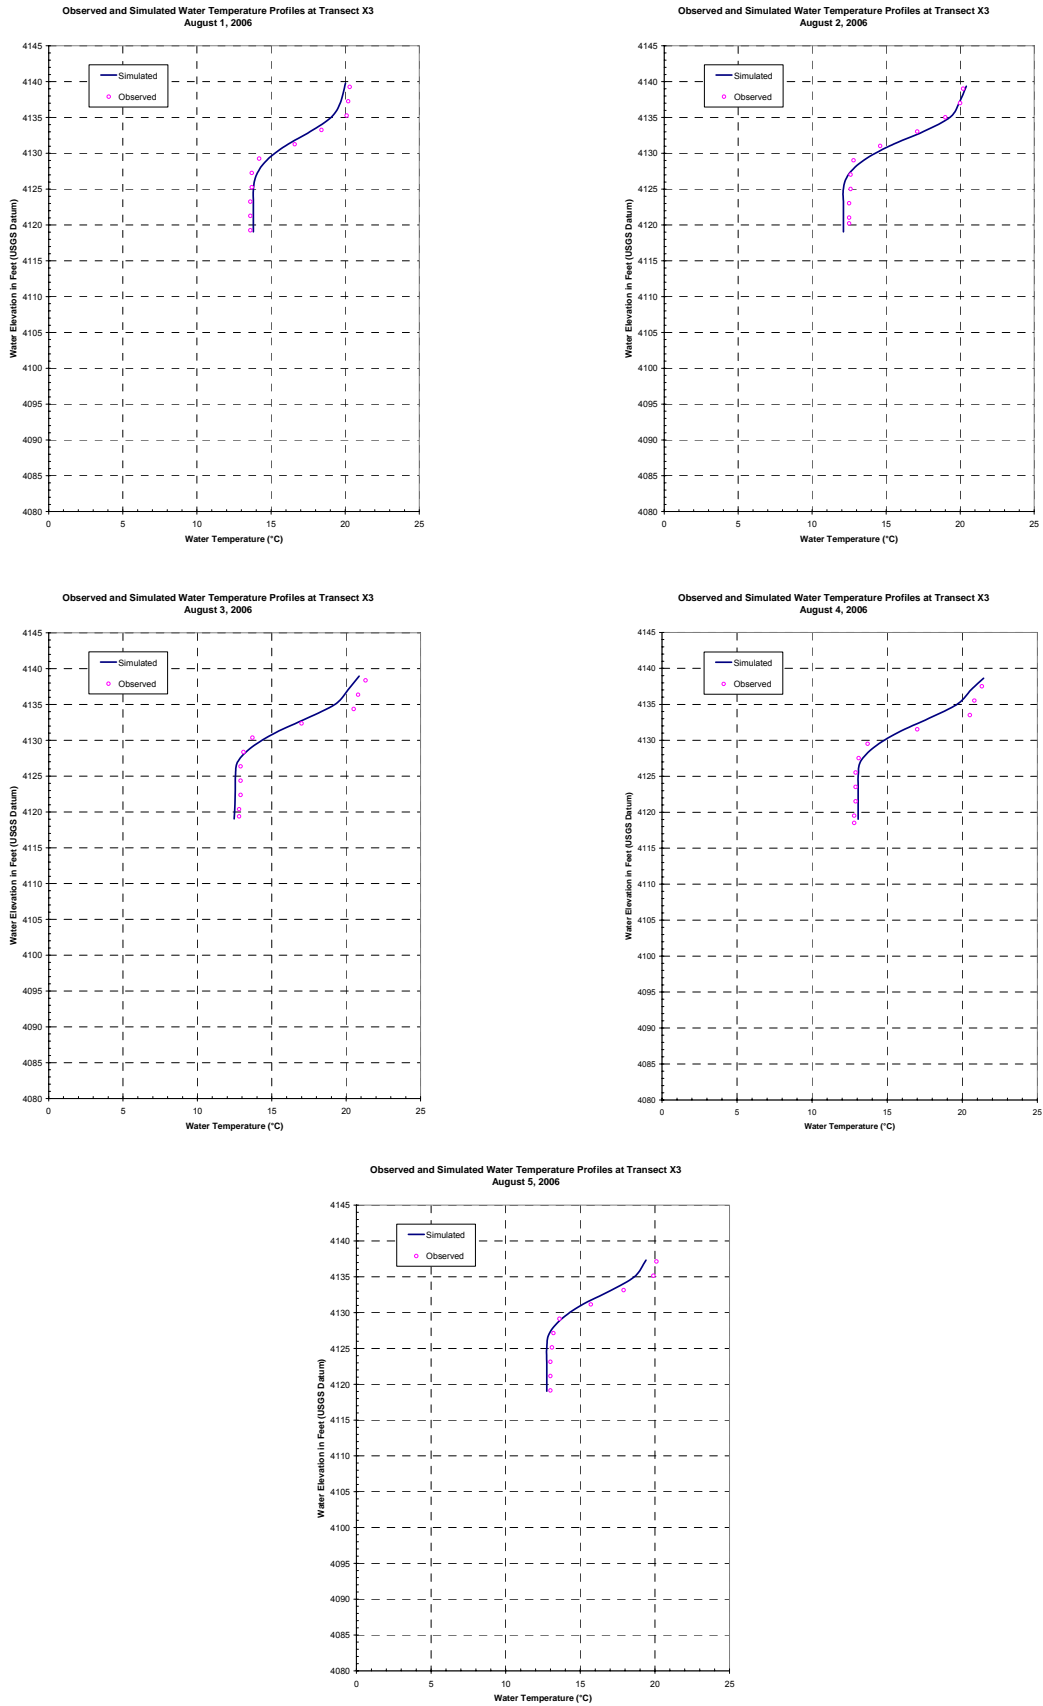 Observed and Simulated Water Temperature Profiles at Transect X3
August 1, 2006
4145
4140
4135
4130
4125
4120
4115
4110
4105
4100
4095
4090
4085
4080
0 5 10 15 20 25
Water Temperature (°C)
Water Elevation in Feet (USGS Datum)
Simulated
Observed
Observed and Simulated Water Temperature Profiles at Transect X3
August 2, 2006
4145
4140
4135
4130
4125
4120
4115
4110
4105
4100
4095
4090
4085
4080
0 5 10 15 20 25
Water Temperature (°C)
Water Elevation in Feet (USGS Datum)
Simulated
Observed
Observed and Simulated Water Temperature Profiles at Transect X3
August 3, 2006
4145
4140
4135
4130
4125
4120
4115
4110
4105
4100
4095
4090
4085
4080
0 5 10 15 20 25
Water Temperature (°C)
Water Elevation in Feet (USGS Datum)
Simulated
Observed
Observed and Simulated Water Temperature Profiles at Transect X3
August 4, 2006
4145
4140
4135
4130
4125
4120
4115
4110
4105
4100
4095
4090
4085
4080
0 5 10 15 20 25
Water Temperature (°C)
Water Elevation in Feet (USGS Datum)
Simulated
Observed
Observed and Simulated Water Temperature Profiles at Transect X3
August 5, 2006
4145
4140
4135
4130
4125
4120
4115
4110
4105
4100
4095
4090
4085
4080
0 5 10 15 20 25
Water Temperature (°C)
Water Elevation in Feet (USGS Datum)
Simulated
Observed